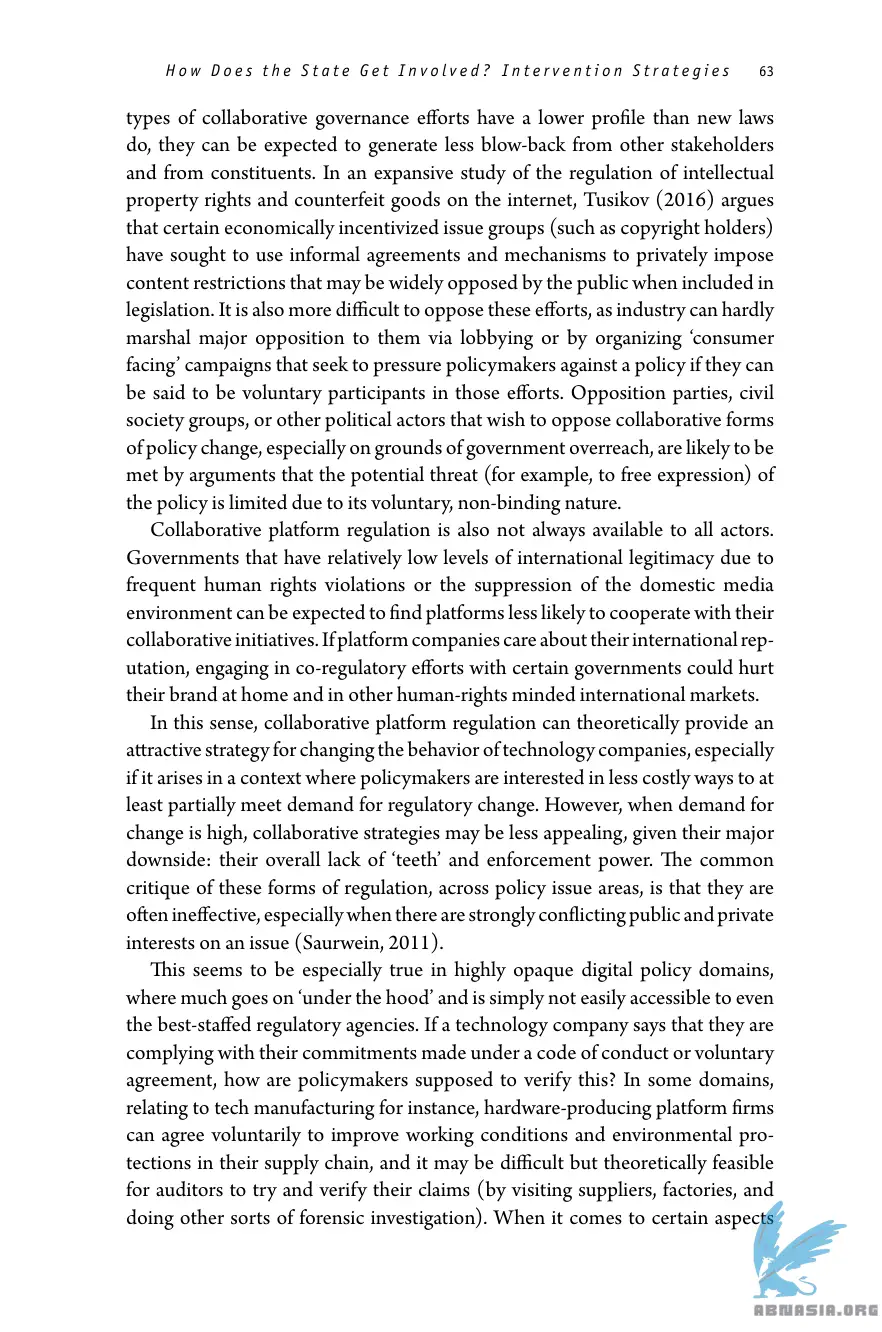 How Does the State Get Involved? Intervention Strategies 63
types of collaborative governance efforts have a lower profile than new laws
do, they can be expected to generate less blow-back from other stakeholders
and from constituents. In an expansive study of the regulation of intellectual
property rights and counterfeit goods on the internet, Tusikov (2016) argues
that certain economically incentivized issue groups (such as copyright holders)
have sought to use informal agreements and mechanisms to privately impose
content restrictions that may be widely opposed by the public when included in
legislation. It is also more difficult to oppose these efforts, as industry can hardly
marshal major opposition to them via lobbying or by organizing ‘consumer
facing’ campaigns that seek to pressure policymakers against a policy if they can
be said to be voluntary participants in those efforts. Opposition parties, civil
society groups, or other political actors that wish to oppose collaborative forms
of policy change, especially on grounds of government overreach, are likely to be
met by arguments that the potential threat (for example, to free expression) of
the policy is limited due to its voluntary, non-binding nature.
Collaborative platform regulation is also not always available to all actors.
Governments that have relatively low levels of international legitimacy due to
frequent human rights violations or the suppression of the domestic media
environment can be expected to find platforms less likely to cooperate with their
collaborative initiatives. If platform companies care about their international rep-
utation, engaging in co-regulatory efforts with certain governments could hurt
their brand at home and in other human-rights minded international markets.
In this sense, collaborative platform regulation can theoretically provide an
attractive strategy for changing the behavior of technology companies, especially
if it arises in a context where policymakers are interested in less costly ways to at
least partially meet demand for regulatory change. However, when demand for
change is high, collaborative strategies may be less appealing, given their major
downside: their overall lack of ‘teeth’ and enforcement power. The common
critique of these forms of regulation, across policy issue areas, is that they are
often ineffective, especially when there are strongly conflicting public and private
interests on an issue (Saurwein, 2011).
This seems to be especially true in highly opaque digital policy domains,
where much goes on ‘under the hood’ and is simply not easily accessible to even
the best-staffed regulatory agencies. If a technology company says that they are
complying with their commitments made under a code of conduct or voluntary
agreement, how are policymakers supposed to verify this? In some domains,
relating to tech manufacturing for instance, hardware-producing platform firms
can agree voluntarily to improve working conditions and environmental pro-
tections in their supply chain, and it may be difficult but theoretically feasible
for auditors to try and verify their claims (by visiting suppliers, factories, and
doing other sorts of forensic investigation). When it comes to certain aspects
ABNASIA.ORG